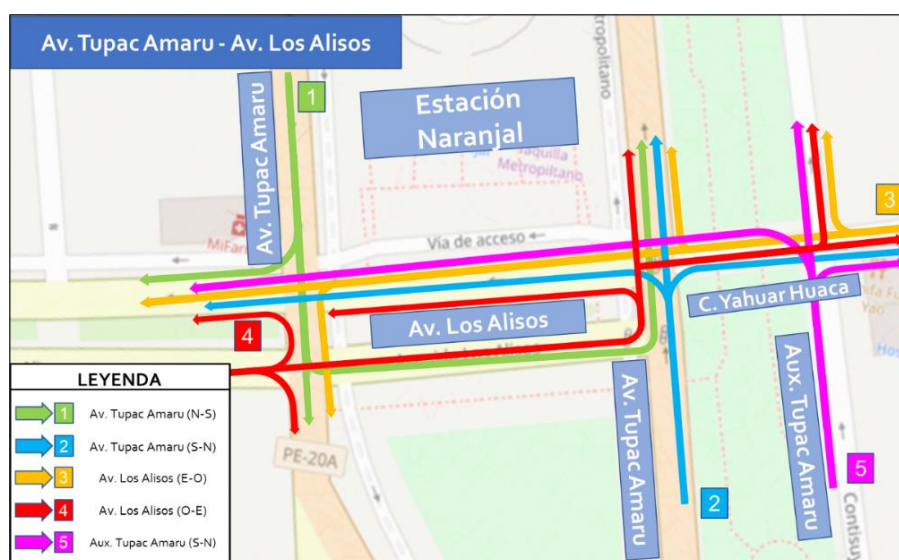 Av. Tupac Amaru - Av. Los Alisos
1
Av. Tupac Amaru
Estación
Naranjal
Metropolitano
3
MiFar
Vía de acceso
C. Yahuar Huaca
Av. Los Alisos
4
PE-20A
Av. Tupac Amaru
Aux. Tupac Amaru
2
5
Contisuy
LEYENDA
1 Av. Tupac Amaru (N-S)
2 Av. Tupac Amaru (S-N)
3 Av. Los Alisos (E-O)
4 Av. Los Alisos (O-E)
5 Aux. Tupac Amaru (S-N)